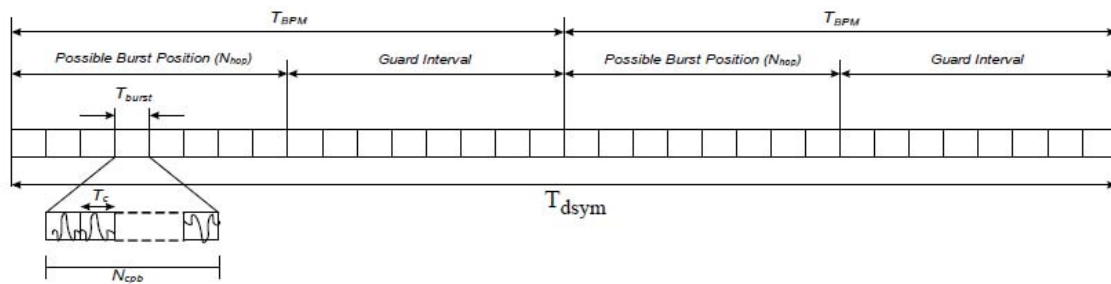 T_BPM T_BPM
Possible Burst Position (N_hop) Guard Interval Possible Burst Position (N_hop) Guard Interval
T_burst
T_dsym
T_c
N_cpb